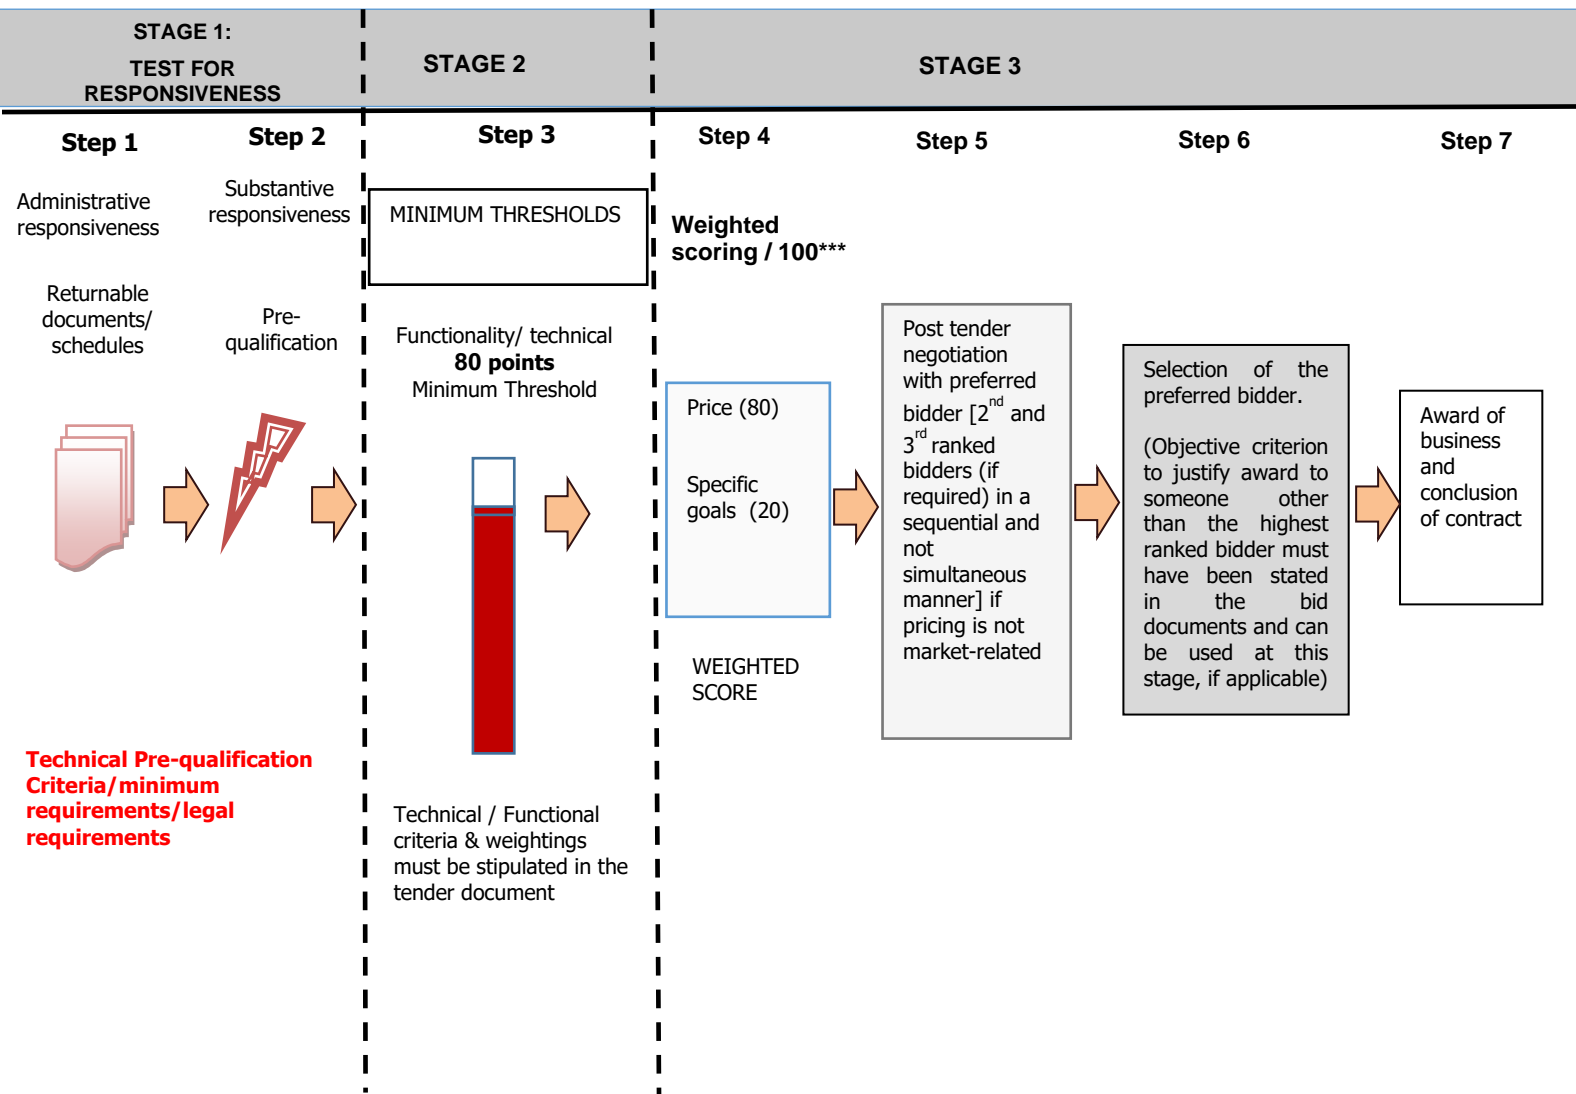 STAGE 1:
TEST FOR
RESPONSIVENESS
STAGE 2
STAGE 3
Step 1
Step 2
Step 3
Step 4
Step 5
Step 6
Step 7
Administrative
responsiveness
Returnable
documents/
schedules
Substantive
responsiveness
Pre-
qualification
Technical Pre-qualification
Criteria/minimum
requirements/legal
requirements
MINIMUM THRESHOLDS
Functionality/ technical
80 points
Minimum Threshold
Technical / Functional
criteria & weightings
must be stipulated in the
tender document
Weighted
scoring / 100***
Price (80)
Specific
goals (20)
WEIGHTED
SCORE
Post tender
negotiation
with preferred
bidder [2nd and
3rd ranked
bidders (if
required) in a
sequential and
not
simultaneous
manner] if
pricing is not
market-related
Selection of the
preferred bidder.
(Objective criterion
to justify award to
someone other
than the highest
ranked bidder must
have been stated
in the bid
documents and can
be used at this
stage, if applicable)
Award of
business
and
conclusion
of contract